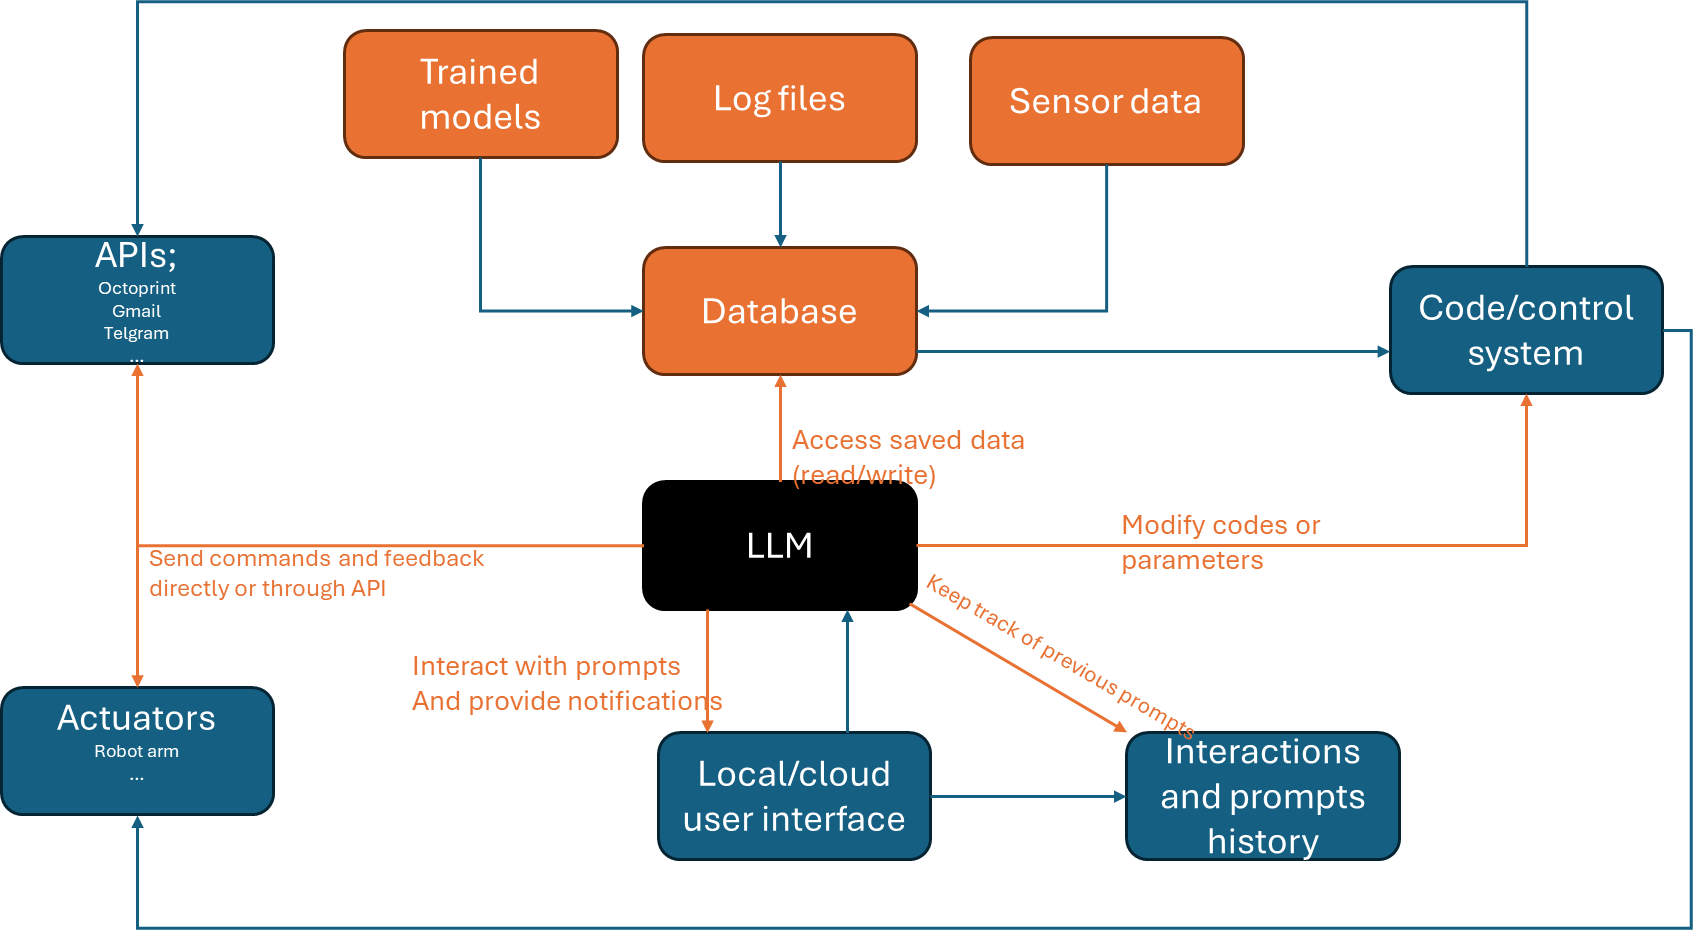 Trained
models
Log files
Sensor data
APIs;
Octoprint
Gmail
Telgram
...
Database
Code/control
system
Access saved data
(read/write)
LLM
Modify codes or
parameters
Send commands and feedback
directly or through API
Keep track of previous prompts
Interact with prompts
And provide notifications
Actuators
Robot arm
...
Local/cloud
user interface
Interactions
and prompts
history